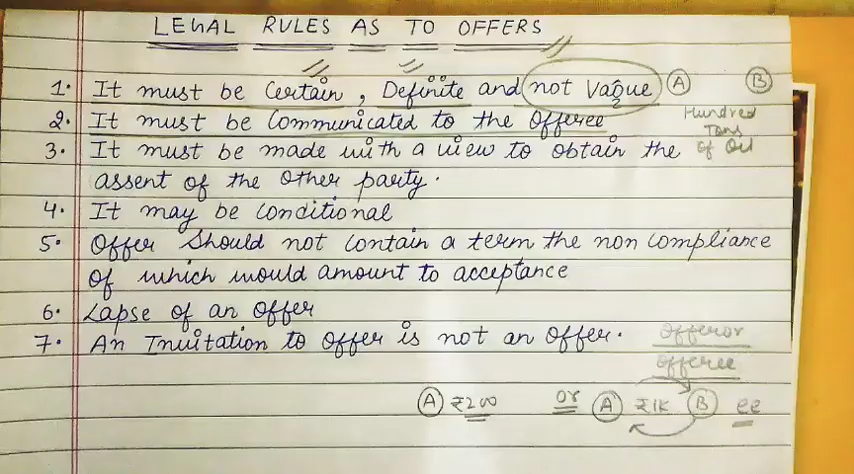 LEGAL RULES AS TO OFFERS
1. It must be Certain, Definite and not Vague (A) (B)
2. It must be Communicated to the Offeree
Hundred
Tons
of Oil
3. It must be made with a view to obtain the
assent of the other party.
4. It may be conditional
5. Offer should not contain a term the non compliance
of which would amount to acceptance
6. Lapse of an offer
7. An Invitation to offer is not an offer.
Offeror
Offeree
(A) ₹200 or (A) ₹1K (B) ee